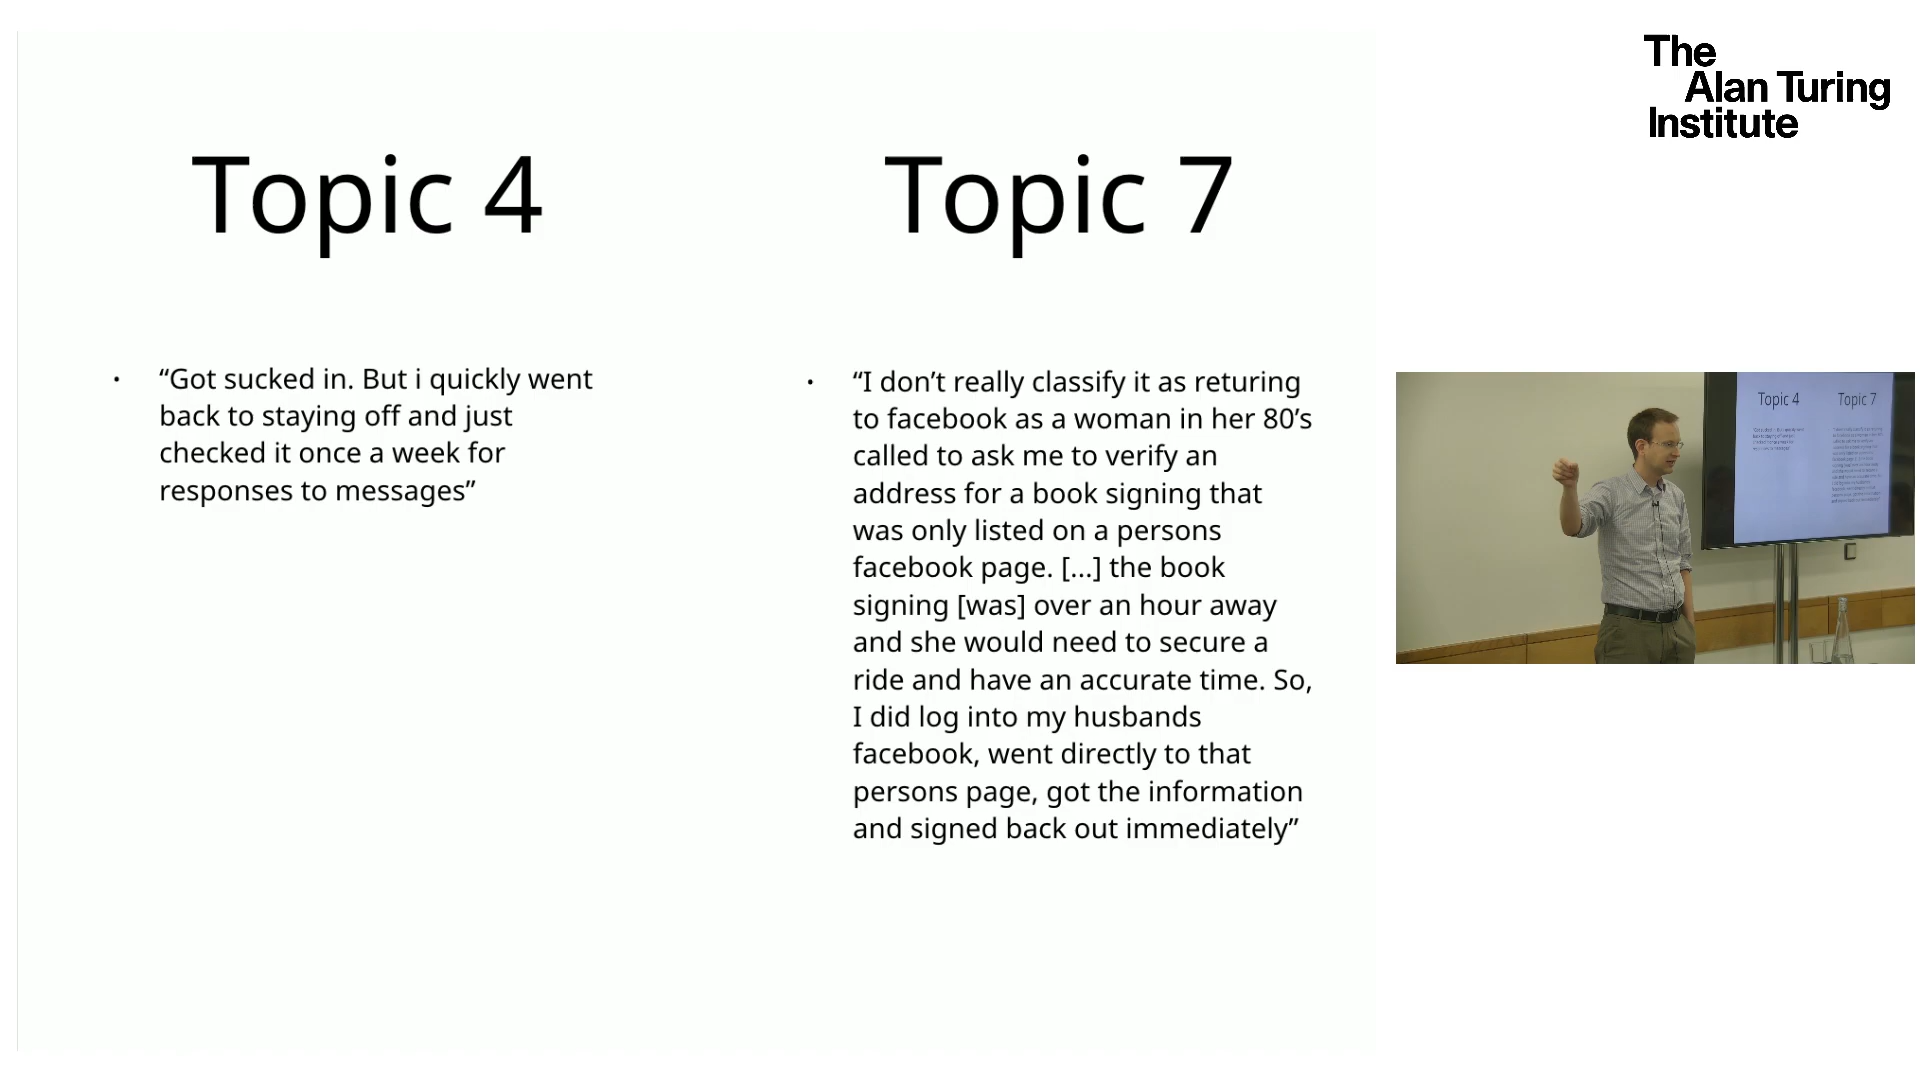 Topic 4
• “Got sucked in. But i quickly went
back to staying off and just
checked it once a week for
responses to messages”
Topic 7
• “I don’t really classify it as returing
to facebook as a woman in her 80’s
called to ask me to verify an
address for a book signing that
was only listed on a persons
facebook page. [...] the book
signing [was] over an hour away
and she would need to secure a
ride and have an accurate time. So,
I did log into my husbands
facebook, went directly to that
persons page, got the information
and signed back out immediately”
The
Alan Turing
Institute
Topic 4
Topic 7